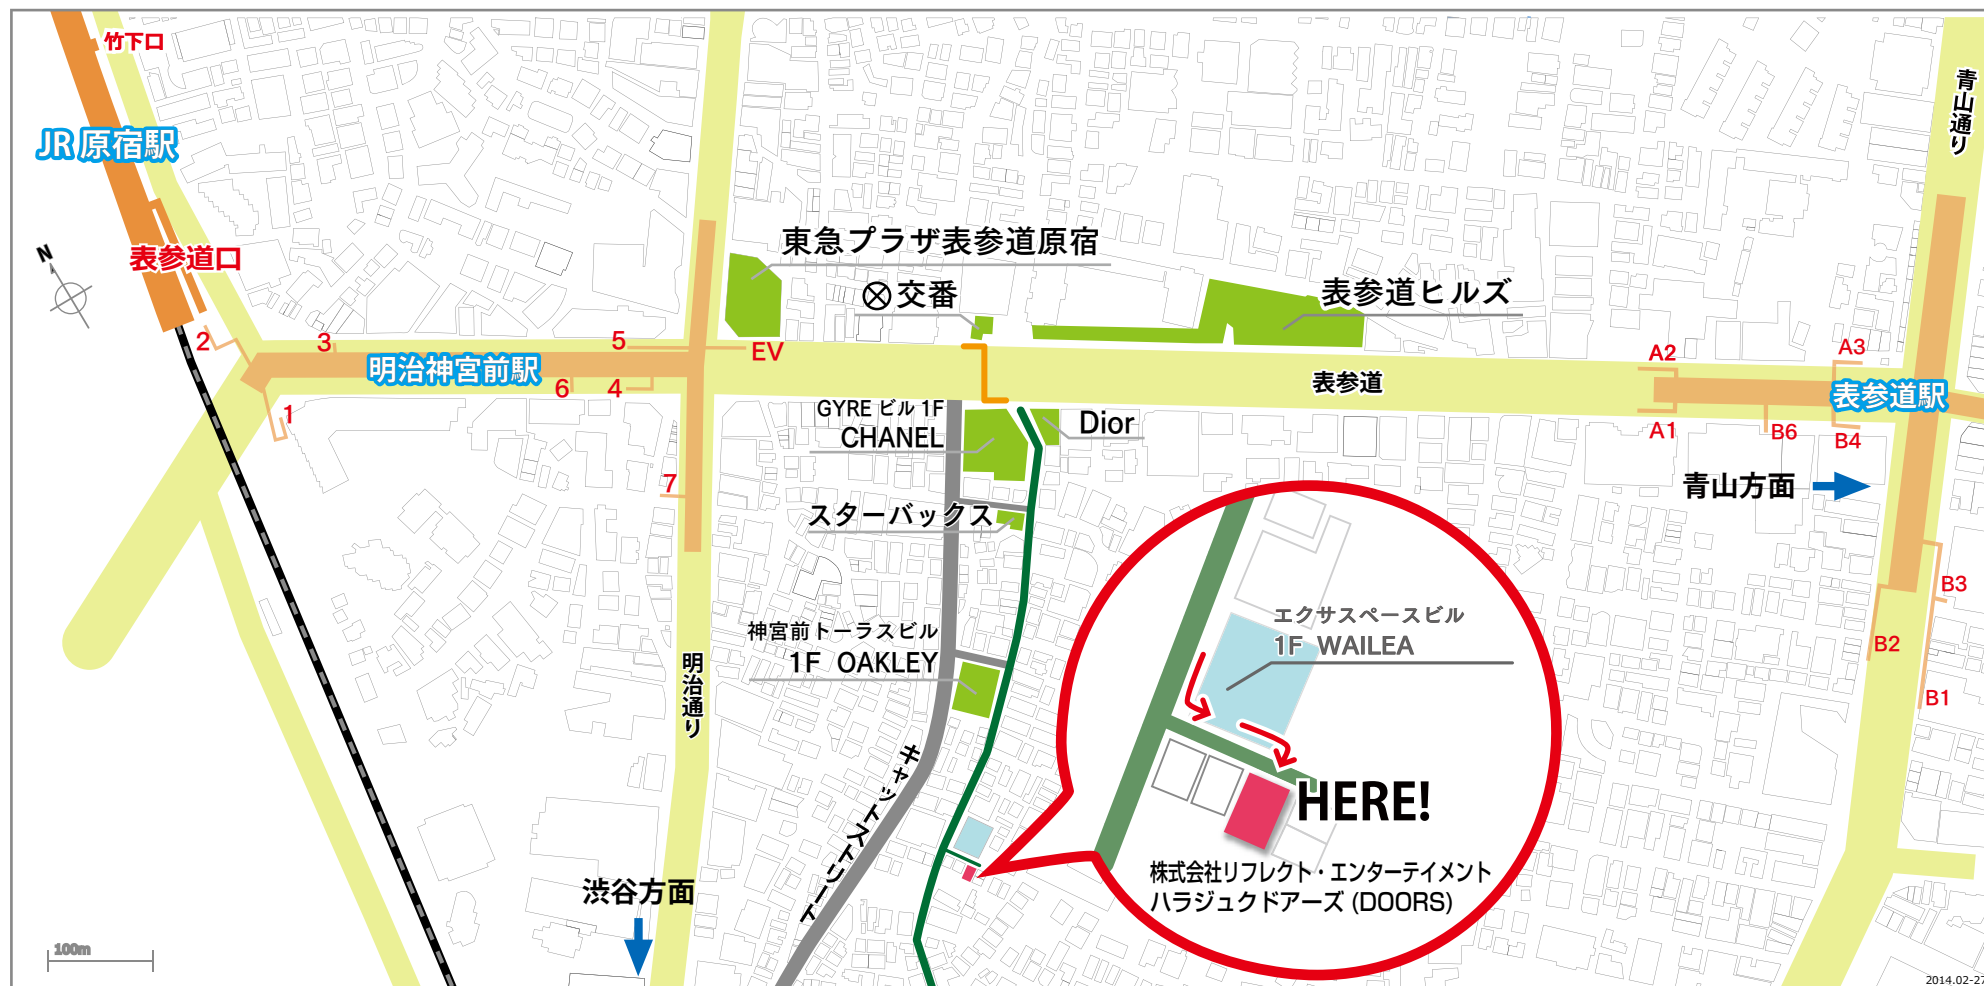 竹下口
JR 原宿駅
表参道口
N
2
3
5
EV
明治神宮前駅
6
4
1
7
東急プラザ表参道原宿
交番
表参道ヒルズ
表参道
A2
A3
表参道駅
A1
B6
B4
青山通り
青山方面
GYRE ビル 1F
CHANEL
Dior
スターバックス
神宮前トーラスビル
1F OAKLEY
明治通り
キャットストリート
渋谷方面
エクサスペースビル
1F WAILEA
HERE!
株式会社リフレクト・エンターテイメント
ハラジュクドアーズ (DOORS)
B3
B2
B1
100m
2014.02-27